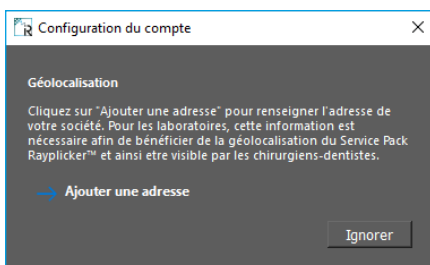 Configuration du compte
Géolocalisation
Cliquez sur "Ajouter une adresse" pour renseigner l'adresse de
votre société. Pour les laboratoires, cette information est
nécessaire afin de bénéficier de la géolocalisation du Service Pack
Rayplicker™ et ainsi etre visible par les chirurgiens-dentistes.
Ajouter une adresse
Ignorer